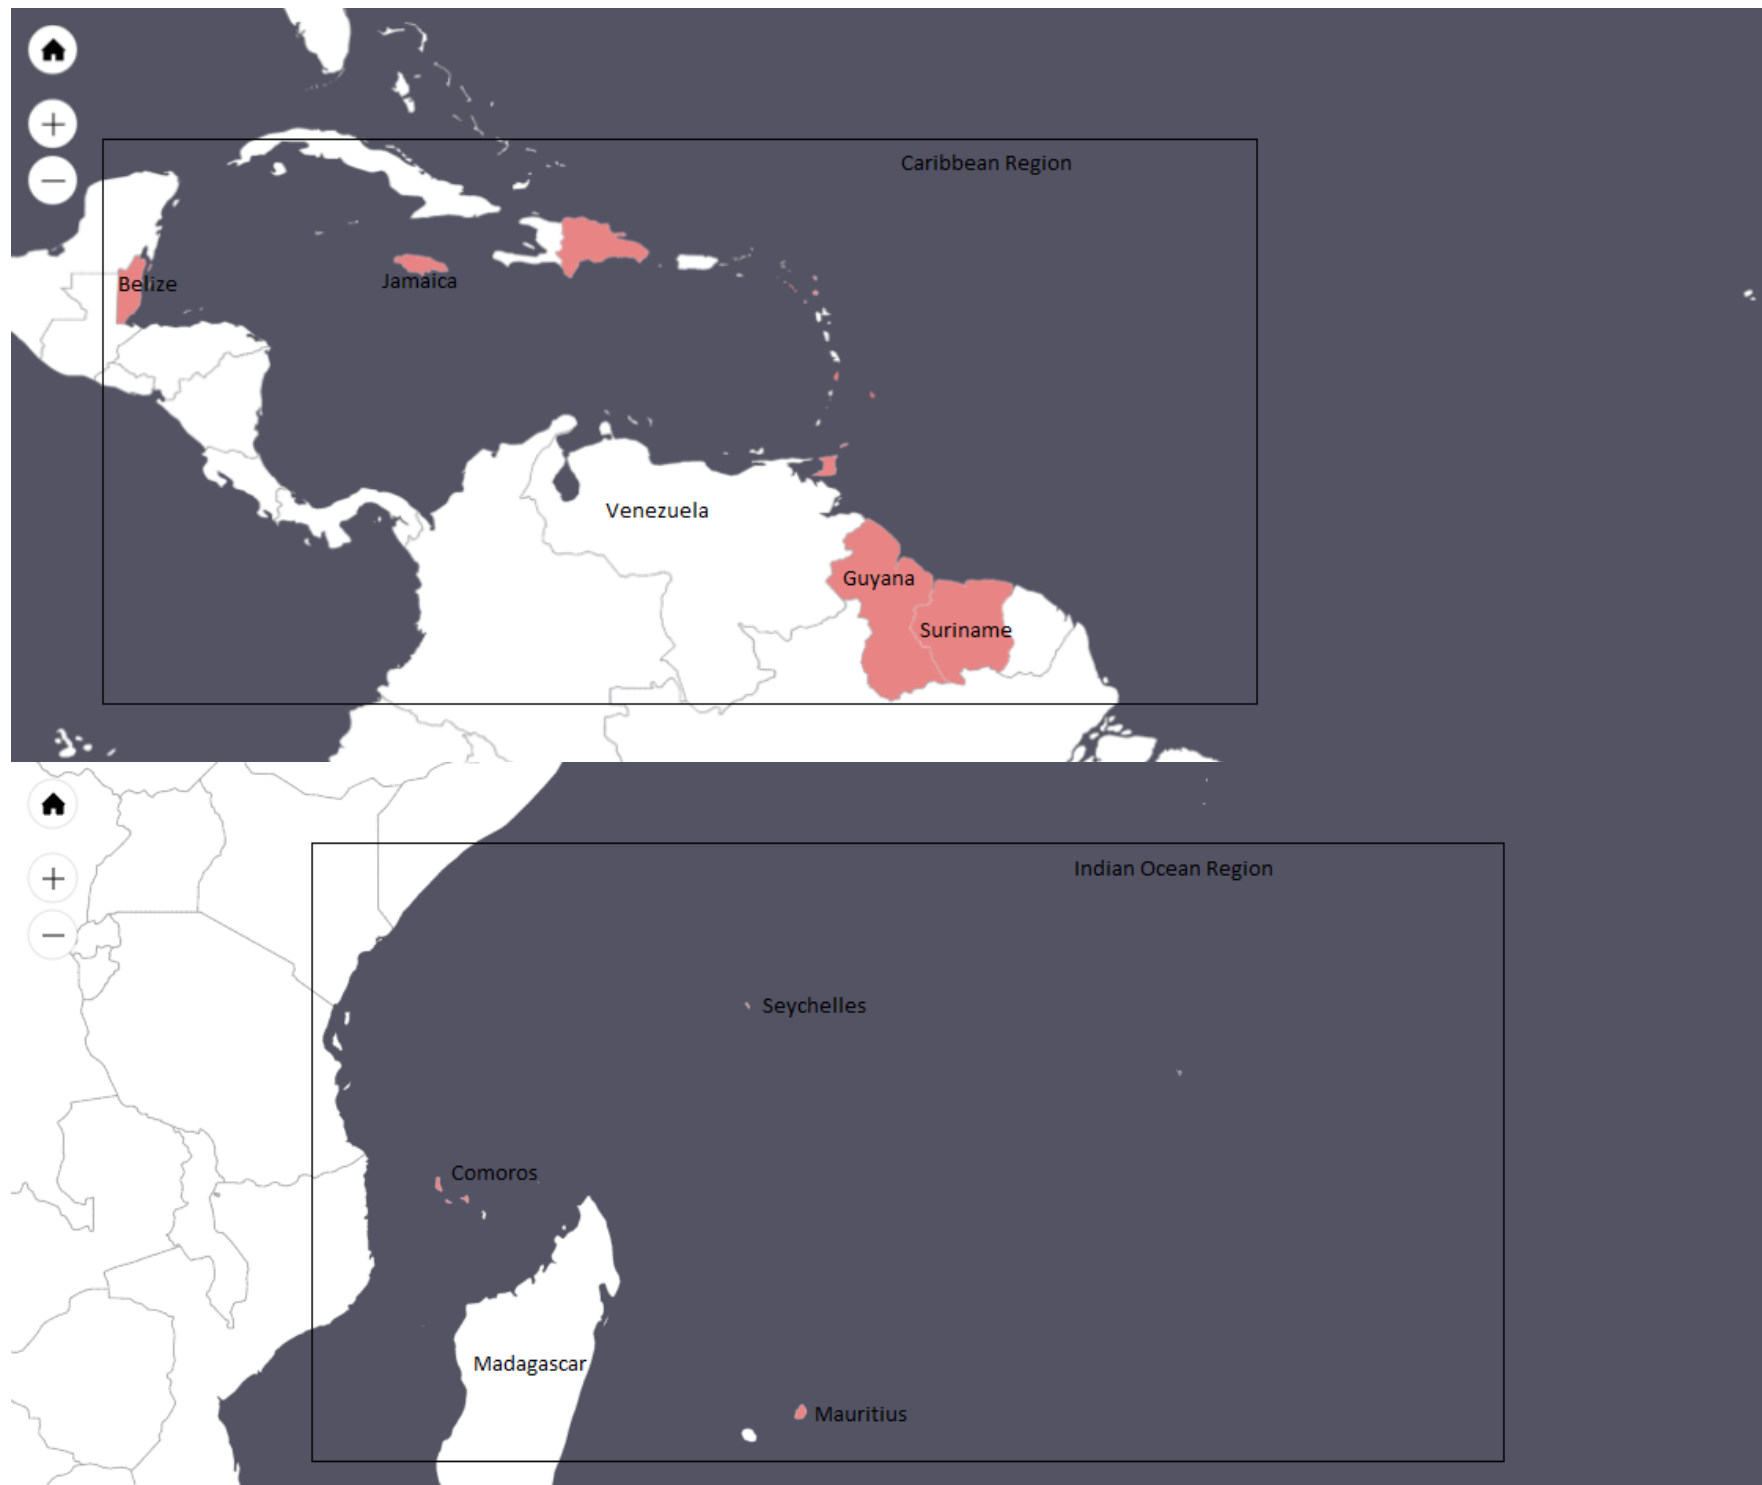 Caribbean Region
Belize
Jamaica
Venezuela
Guyana
Suriname
Indian Ocean Region
Seychelles
Comoros
Madagascar
Mauritius